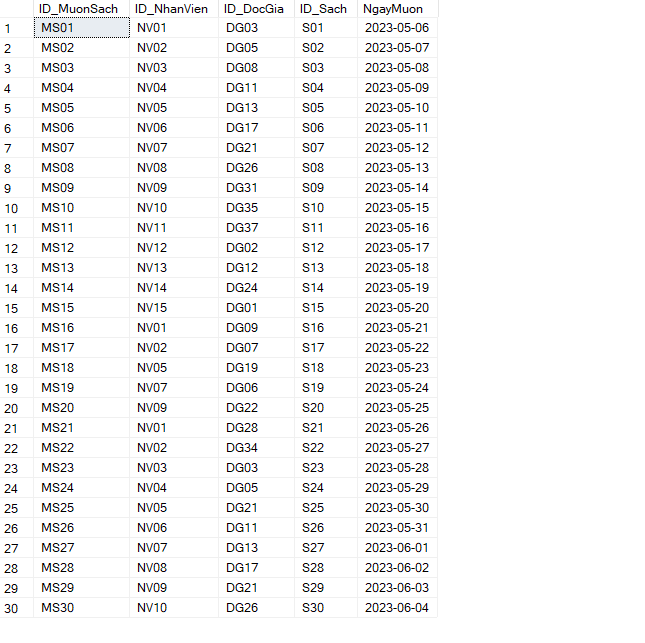 ID_MuonSach ID_NhanVien ID_DocGia ID_Sach NgayMuon
1 MS01 NV01 DG03 S01 2023-05-06
2 MS02 NV02 DG05 S02 2023-05-07
3 MS03 NV03 DG08 S03 2023-05-08
4 MS04 NV04 DG11 S04 2023-05-09
5 MS05 NV05 DG13 S05 2023-05-10
6 MS06 NV06 DG17 S06 2023-05-11
7 MS07 NV07 DG21 S07 2023-05-12
8 MS08 NV08 DG26 S08 2023-05-13
9 MS09 NV09 DG31 S09 2023-05-14
10 MS10 NV10 DG35 S10 2023-05-15
11 MS11 NV11 DG37 S11 2023-05-16
12 MS12 NV12 DG02 S12 2023-05-17
13 MS13 NV13 DG12 S13 2023-05-18
14 MS14 NV14 DG24 S14 2023-05-19
15 MS15 NV15 DG01 S15 2023-05-20
16 MS16 NV01 DG09 S16 2023-05-21
17 MS17 NV02 DG07 S17 2023-05-22
18 MS18 NV05 DG19 S18 2023-05-23
19 MS19 NV07 DG06 S19 2023-05-24
20 MS20 NV09 DG22 S20 2023-05-25
21 MS21 NV01 DG28 S21 2023-05-26
22 MS22 NV02 DG34 S22 2023-05-27
23 MS23 NV03 DG03 S23 2023-05-28
24 MS24 NV04 DG05 S24 2023-05-29
25 MS25 NV05 DG21 S25 2023-05-30
26 MS26 NV06 DG11 S26 2023-05-31
27 MS27 NV07 DG13 S27 2023-06-01
28 MS28 NV08 DG17 S28 2023-06-02
29 MS29 NV09 DG21 S29 2023-06-03
30 MS30 NV10 DG26 S30 2023-06-04